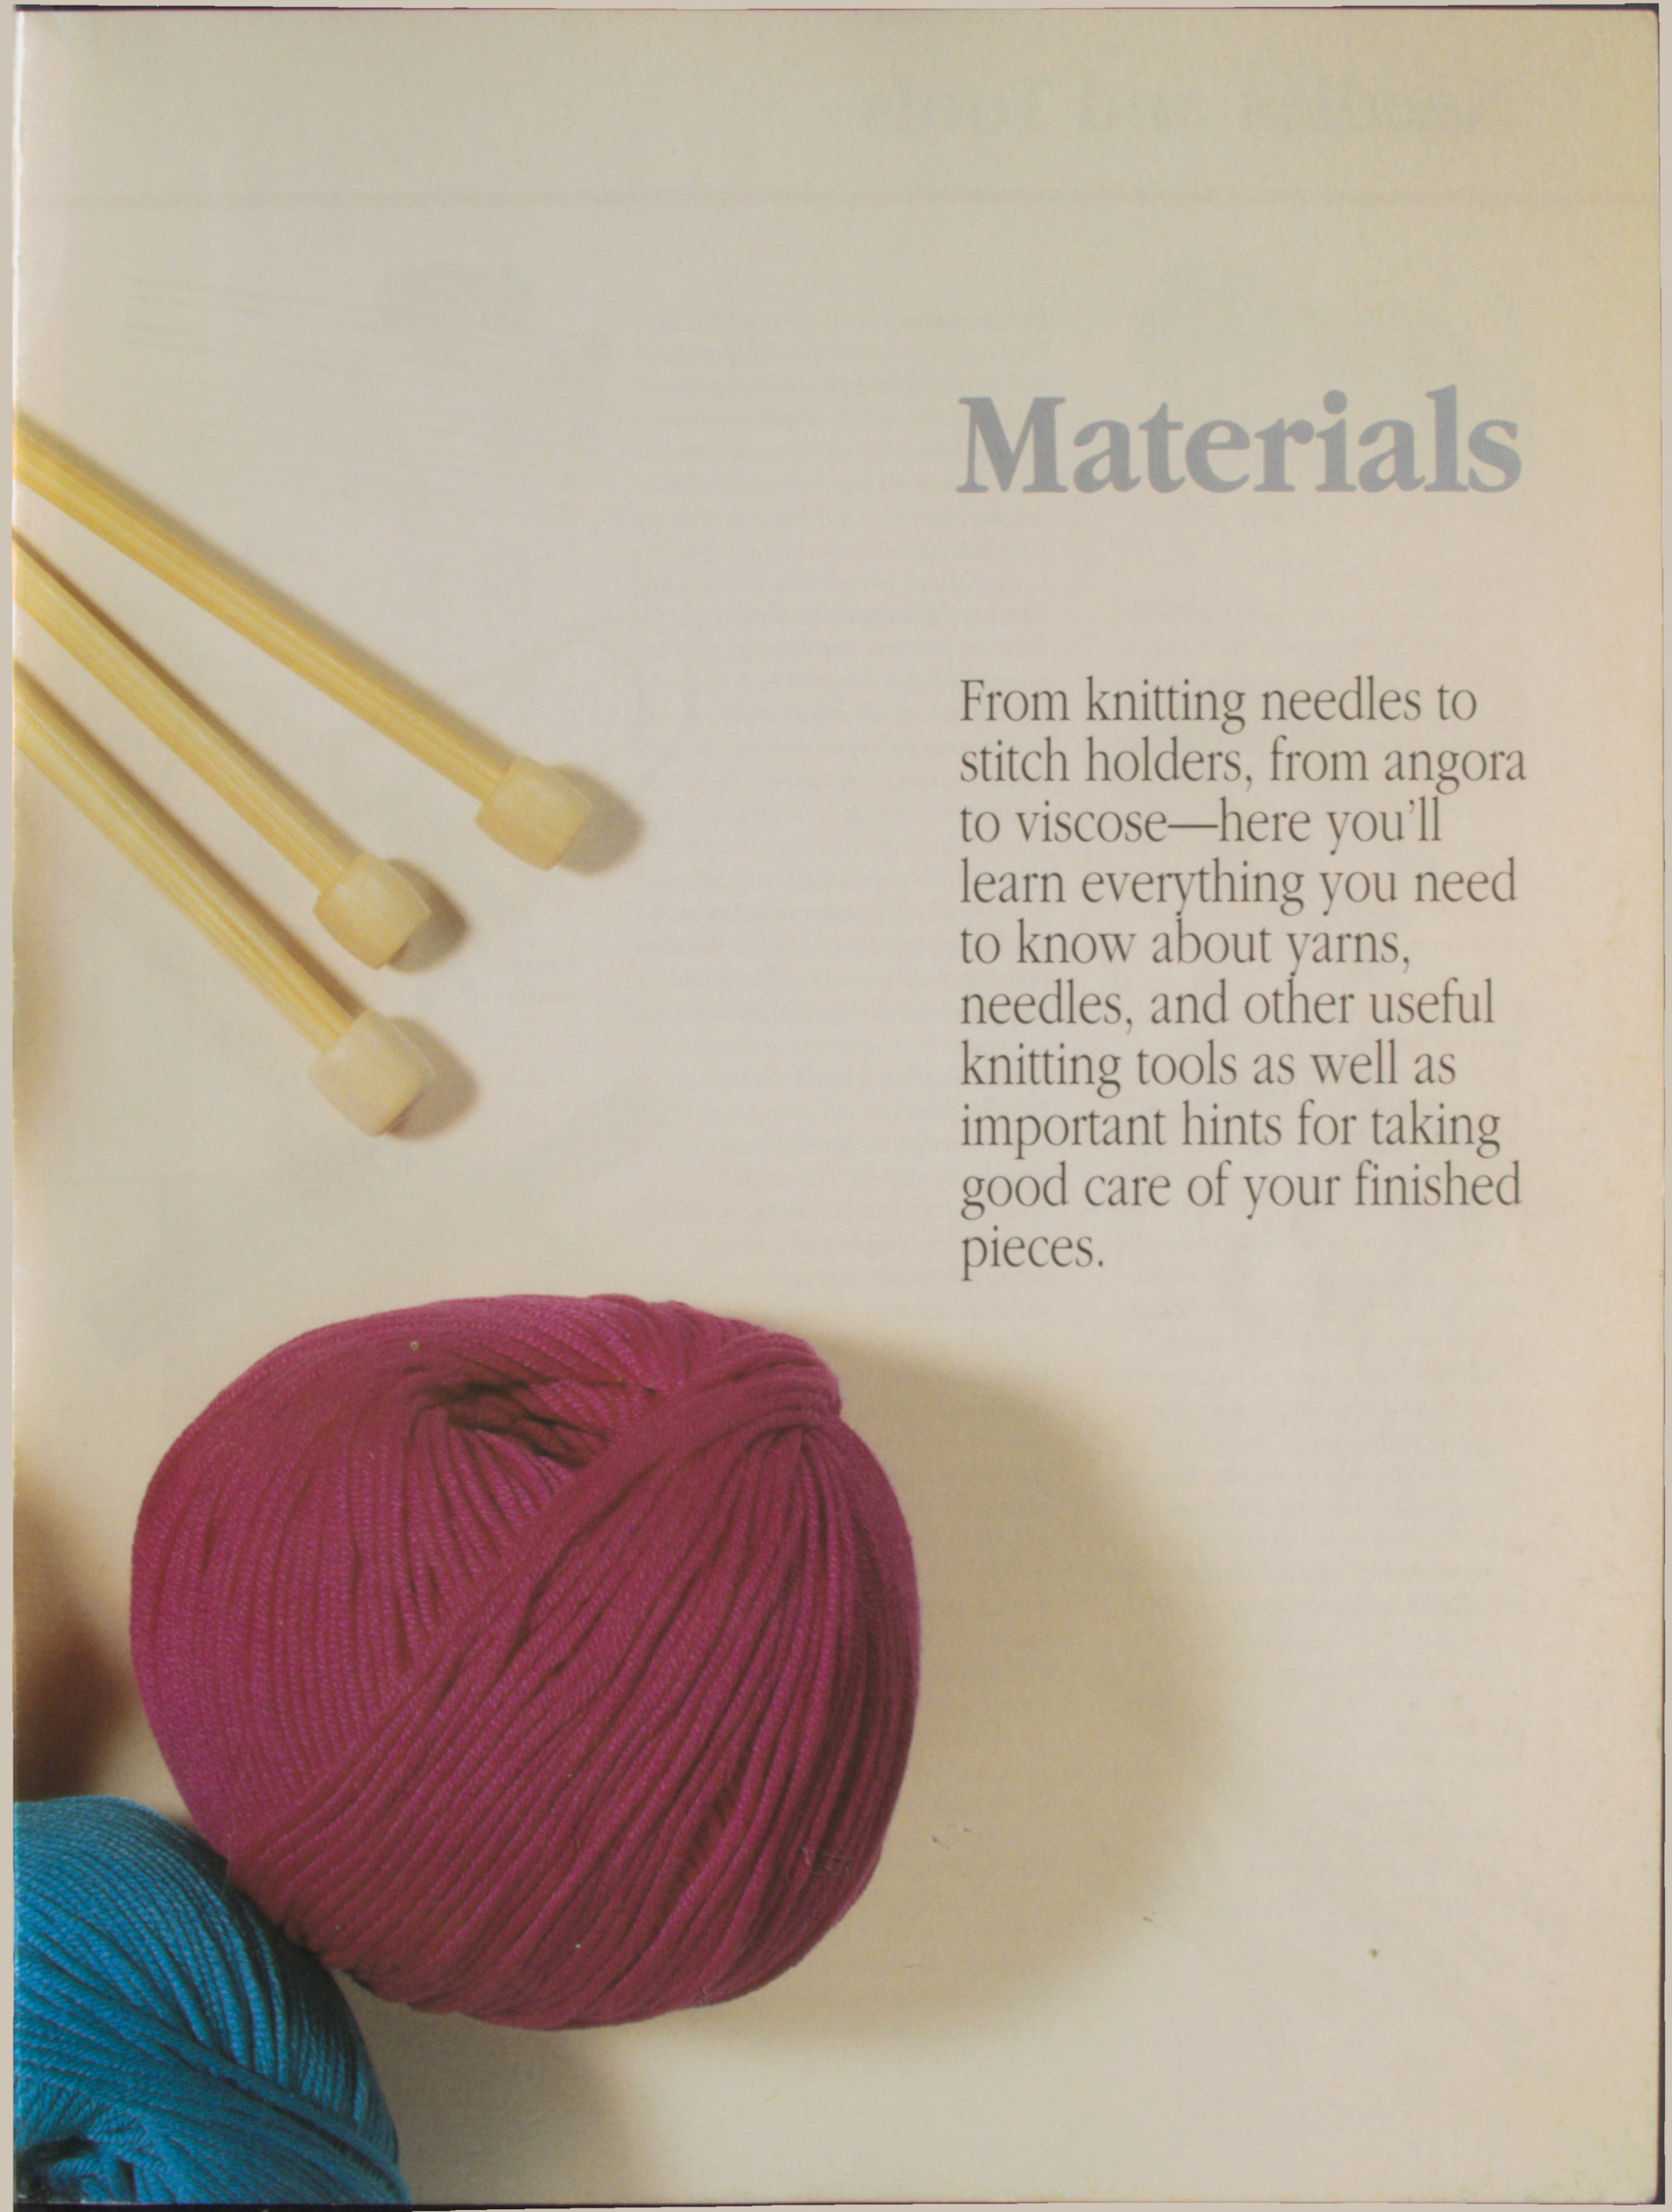 Materials
From knitting needles to
stitch holders, from angora
to viscose—here you'll
learn everything you need
to know about yarns,
needles, and other useful
knitting tools as well as
important hints for taking
good care of your finished
pieces.